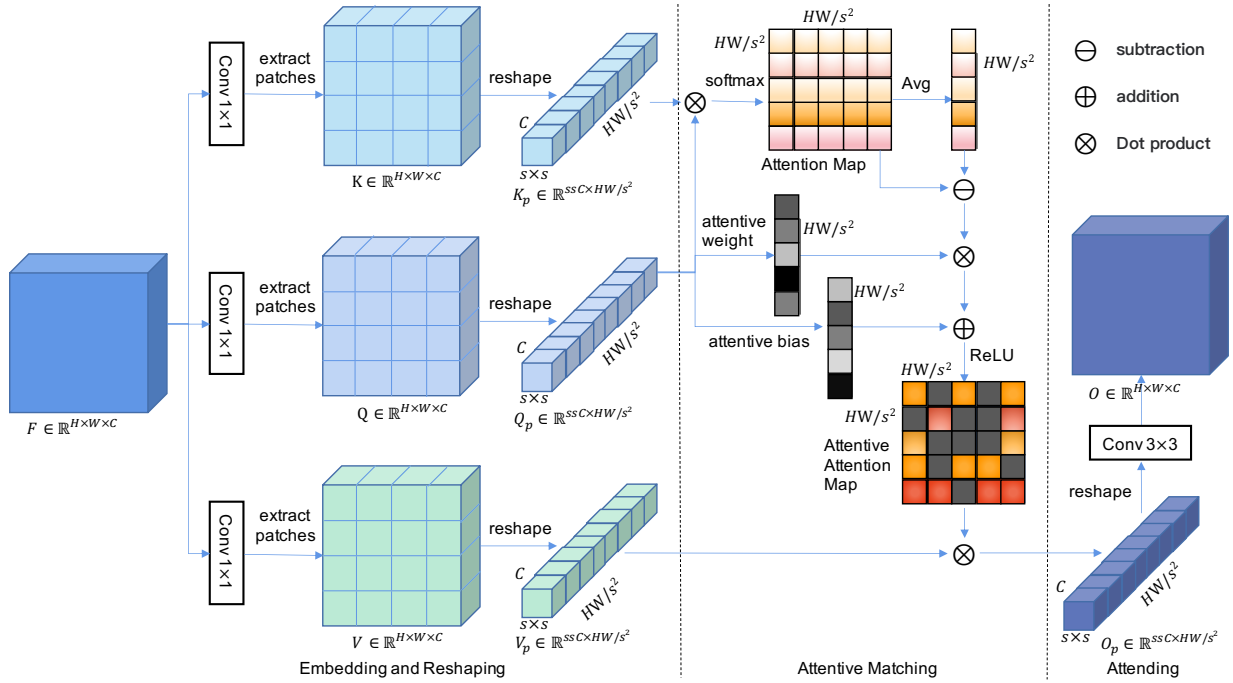 Conv 1×1
extract
patches
K ∈ ℝ^{H×W×C}
reshape
C
s×s
HW/s²
K_p ∈ ℝ^{ssC×HW/s²}
F ∈ ℝ^{H×W×C}
Conv 1×1
extract
patches
Q ∈ ℝ^{H×W×C}
reshape
C
s×s
HW/s²
Q_p ∈ ℝ^{ssC×HW/s²}
Conv 1×1
extract
patches
V ∈ ℝ^{H×W×C}
reshape
C
s×s
HW/s²
V_p ∈ ℝ^{ssC×HW/s²}
Embedding and Reshaping
softmax
HW/s²
HW/s²
Attention Map
Avg
HW/s²
attentive
weight
HW/s²
attentive bias
HW/s²
ReLU
HW/s²
HW/s²
Attentive
Attention
Map
Attentive Matching
subtraction
addition
Dot product
O ∈ ℝ^{H×W×C}
Conv 3×3
reshape
C
s×s
HW/s²
O_p ∈ ℝ^{ssC×HW/s²}
Attending